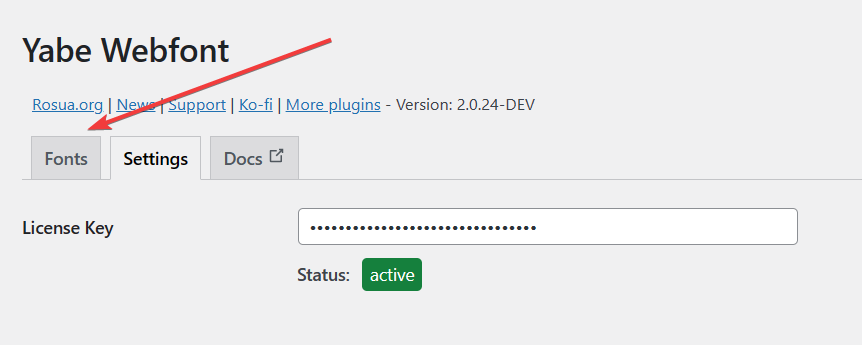 Yabe Webfont
Rosua.org | News | Support | Ko-fi | More plugins - Version: 2.0.24-DEV
Fonts Settings Docs
License Key •••••••••••••••••••••••••••••••••
Status: active